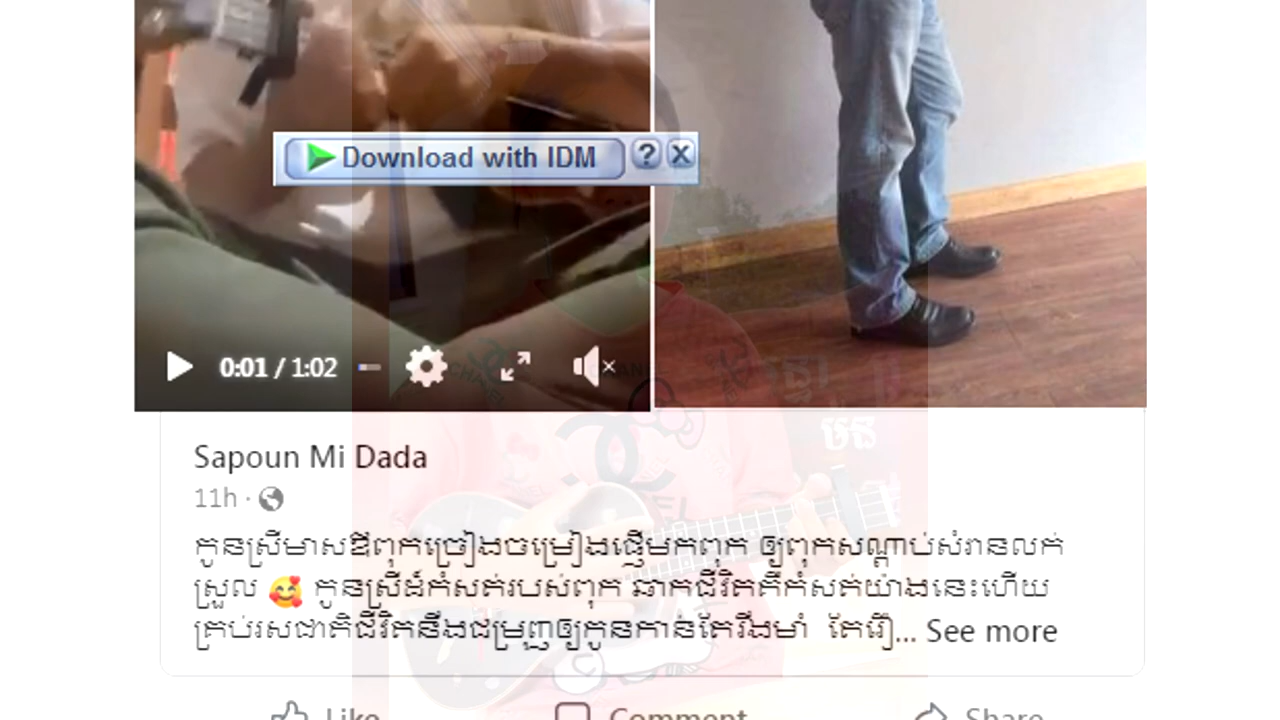 Download with IDM ? X
0:01 / 1:02
មន
Sapoun Mi Dada
11h ·
កូនស្រីមាសឪពុកច្រៀងចម្រៀងផ្ញើមកពុក ឲ្យពុកសណ្ដាប់សំរានលក់
ស្រួល 🥰 កូនស្រីដ៍កំសត់របស់ពុក ឆាកជីវិតគឺកំសត់យ៉ាងនេះហើយ
គ្រប់រសជាតិជីវិតនឹងជម្រុញឲ្យកូនកាន់តែរឹងមាំ តែរឿ... See more
Like Comment Share